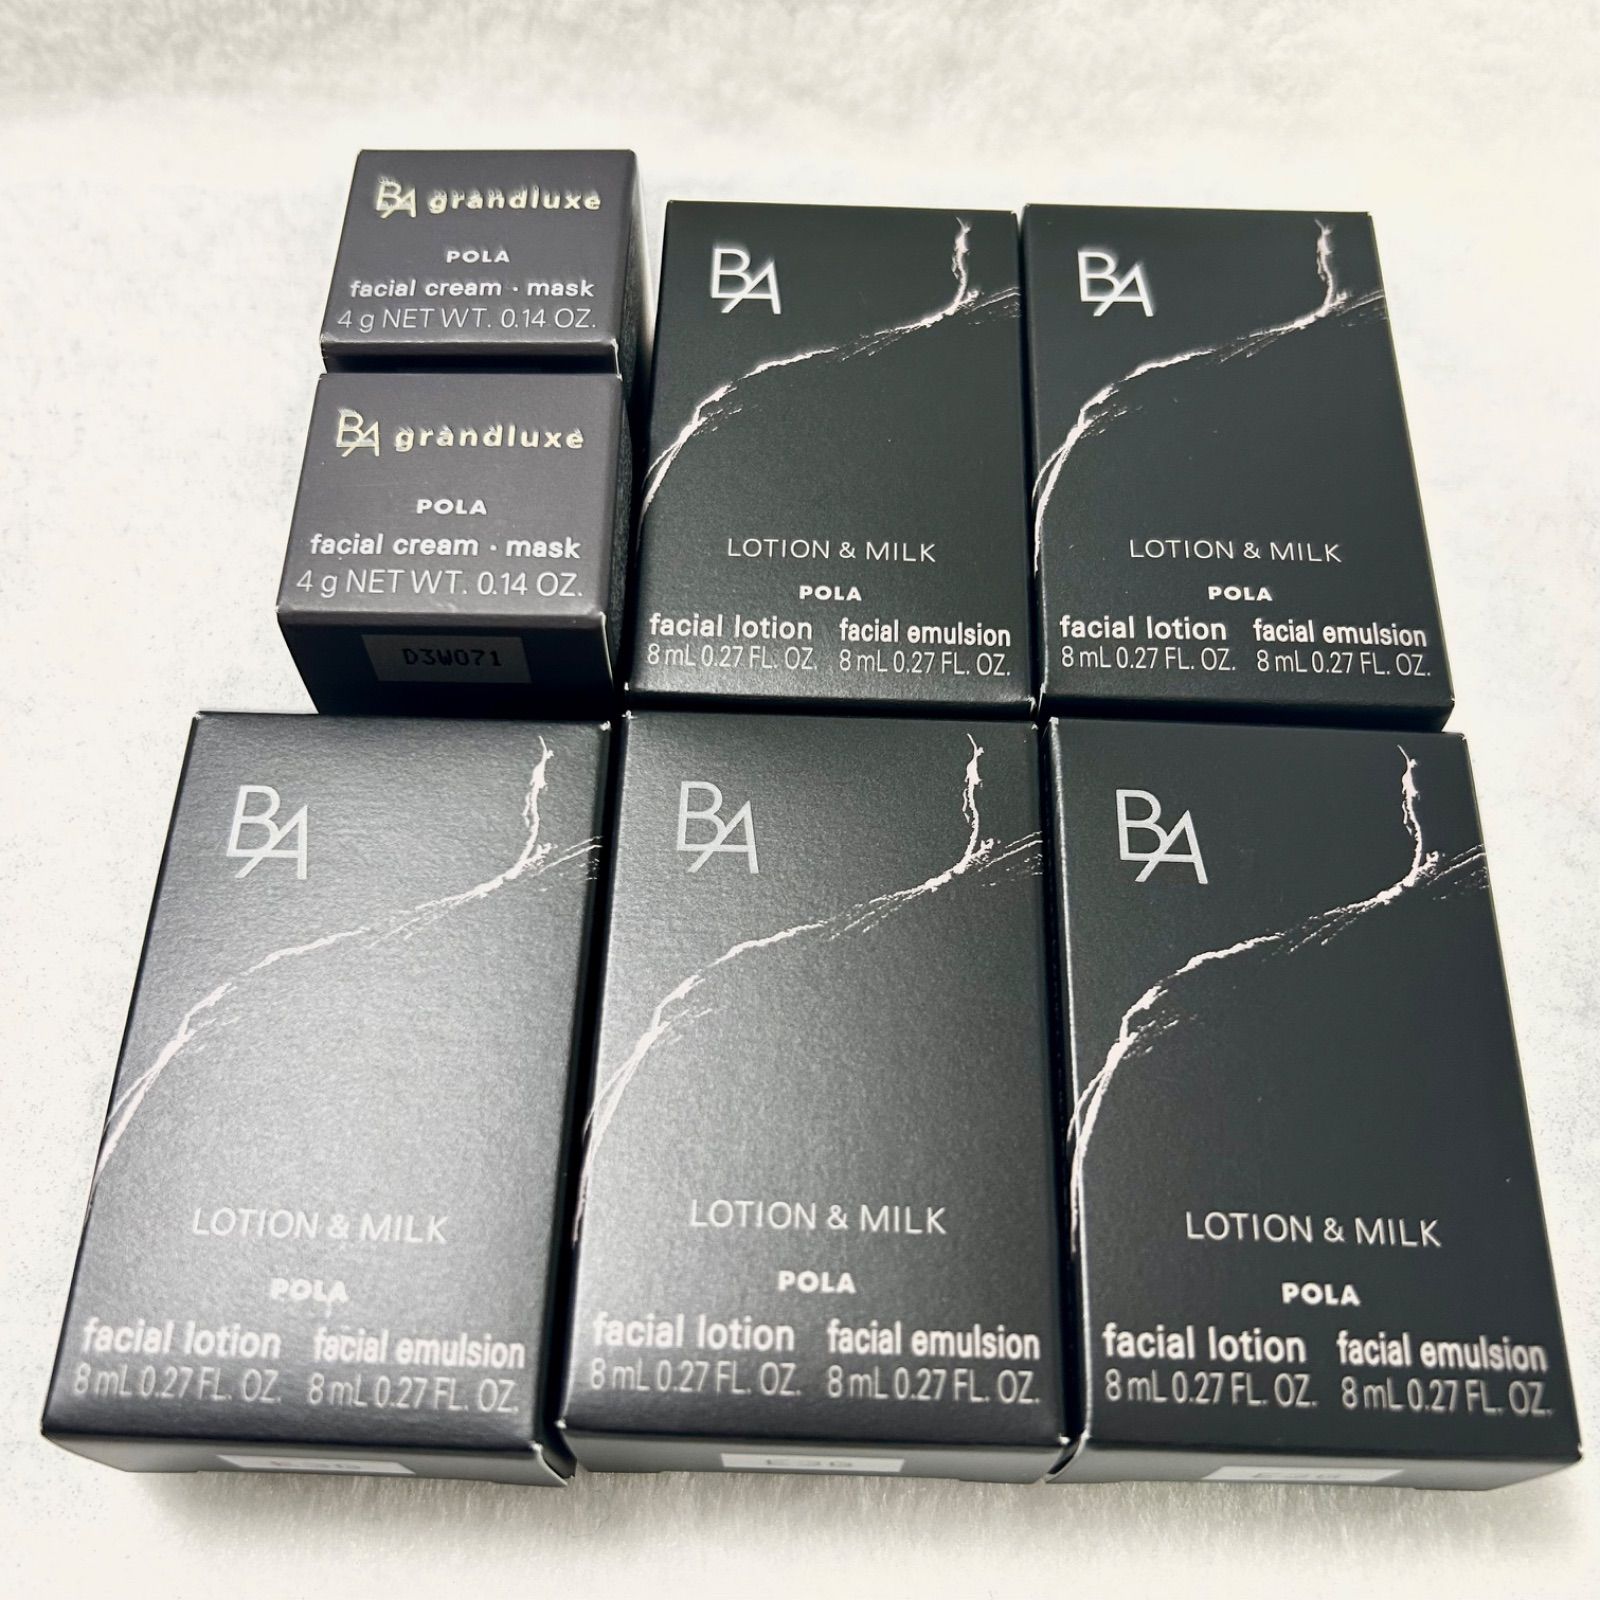 BA grandluxe
POLA
facial cream · mask
4 g NET WT. 0.14 OZ.
BA grandluxe
POLA
facial cream · mask
4 g NET WT. 0.14 OZ.
D3W071
BA
LOTION & MILK
POLA
facial lotion facial emulsion
8 mL 0.27 FL. OZ. 8 mL 0.27 FL. OZ.
BA
LOTION & MILK
POLA
facial lotion facial emulsion
8 mL 0.27 FL. OZ. 8 mL 0.27 FL. OZ.
BA
LOTION & MILK
POLA
facial lotion facial emulsion
8 mL 0.27 FL. OZ. 8 mL 0.27 FL. OZ.
BA
LOTION & MILK
POLA
facial lotion facial emulsion
8 mL 0.27 FL. OZ. 8 mL 0.27 FL. OZ.
BA
LOTION & MILK
POLA
facial lotion facial emulsion
8 mL 0.27 FL. OZ. 8 mL 0.27 FL. OZ.